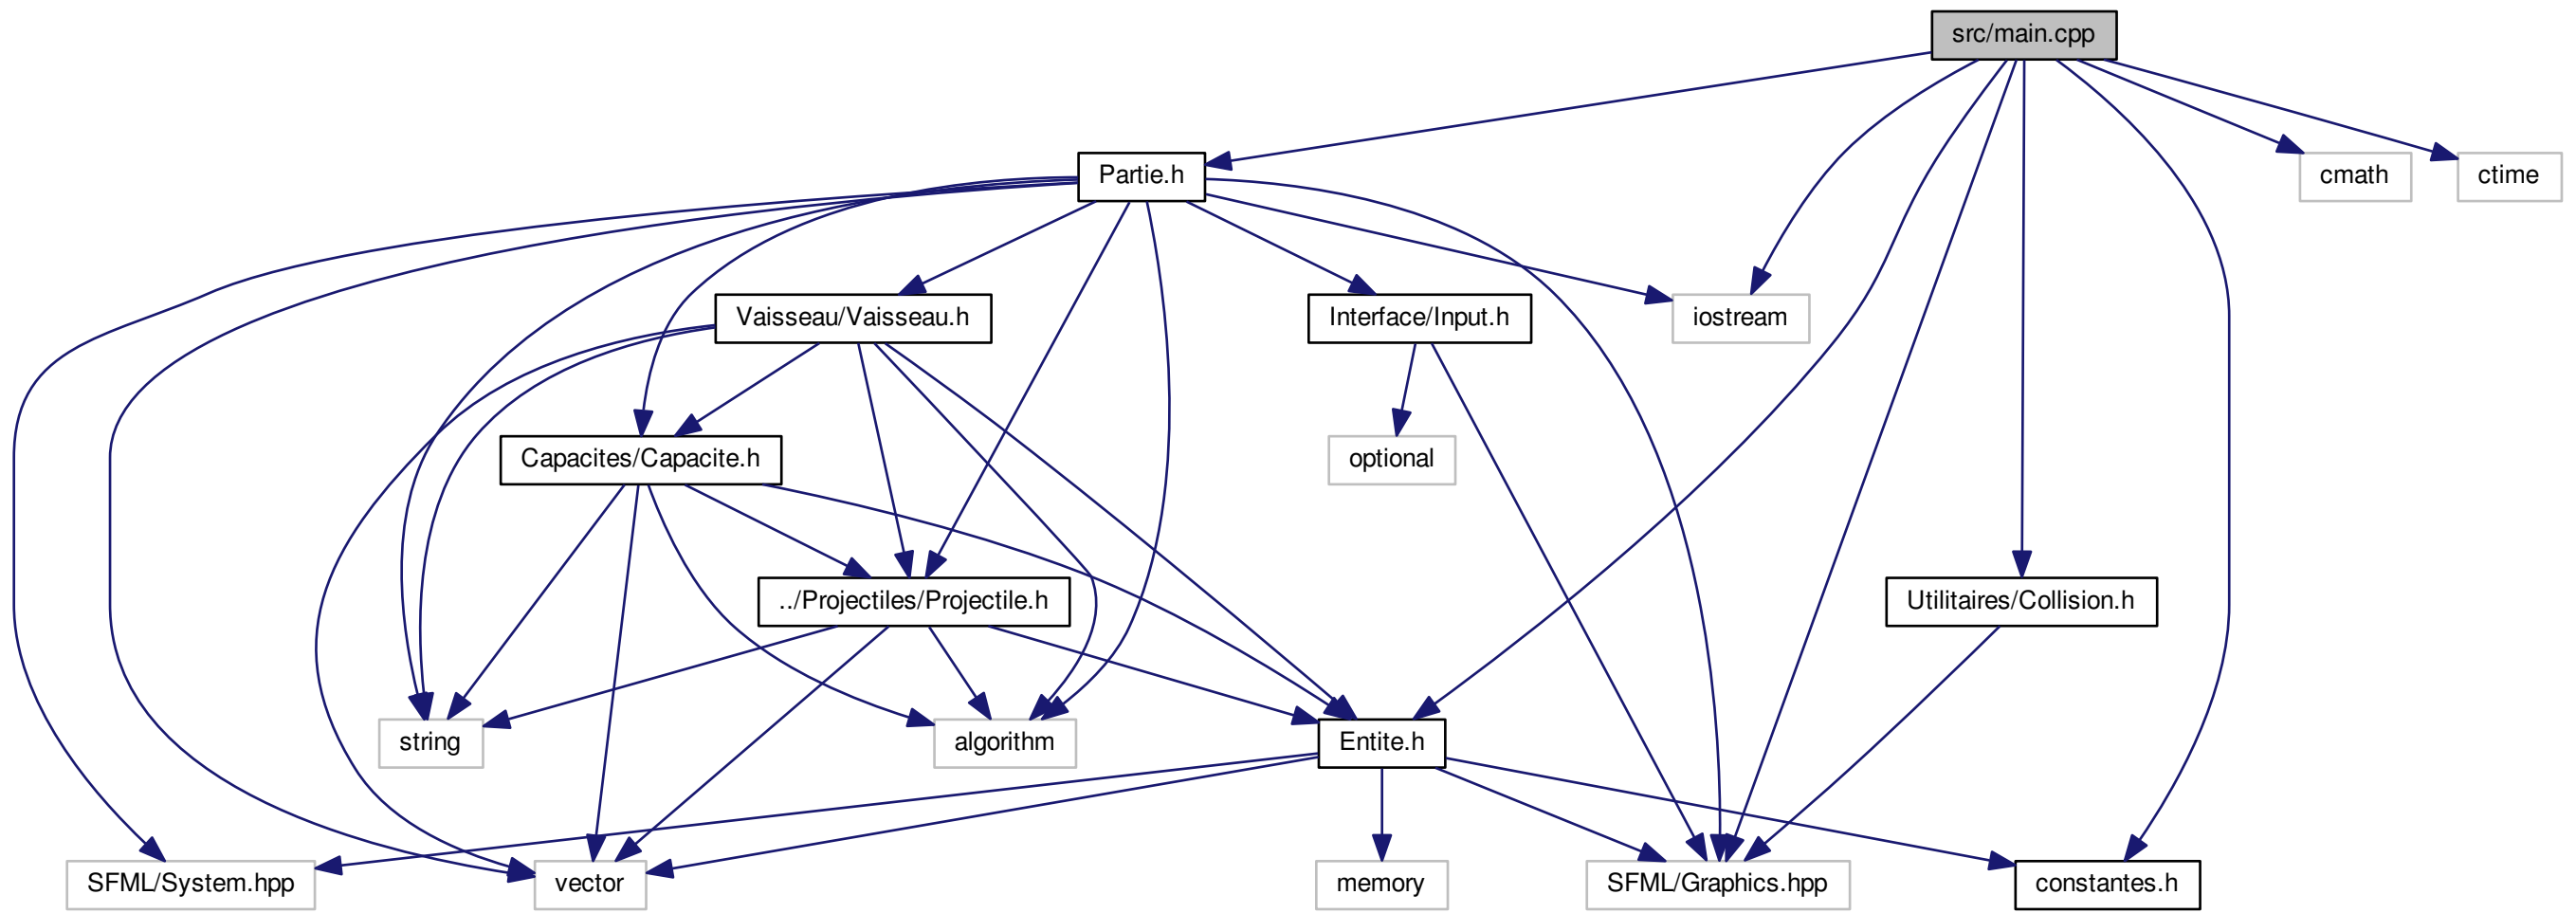 src/main.cpp
Partie.h
cmath
ctime
Vaisseau/Vaisseau.h
Interface/Input.h
iostream
Capacites/Capacite.h
optional
../Projectiles/Projectile.h
Utilitaires/Collision.h
string
algorithm
Entite.h
SFML/System.hpp
vector
memory
SFML/Graphics.hpp
constantes.h